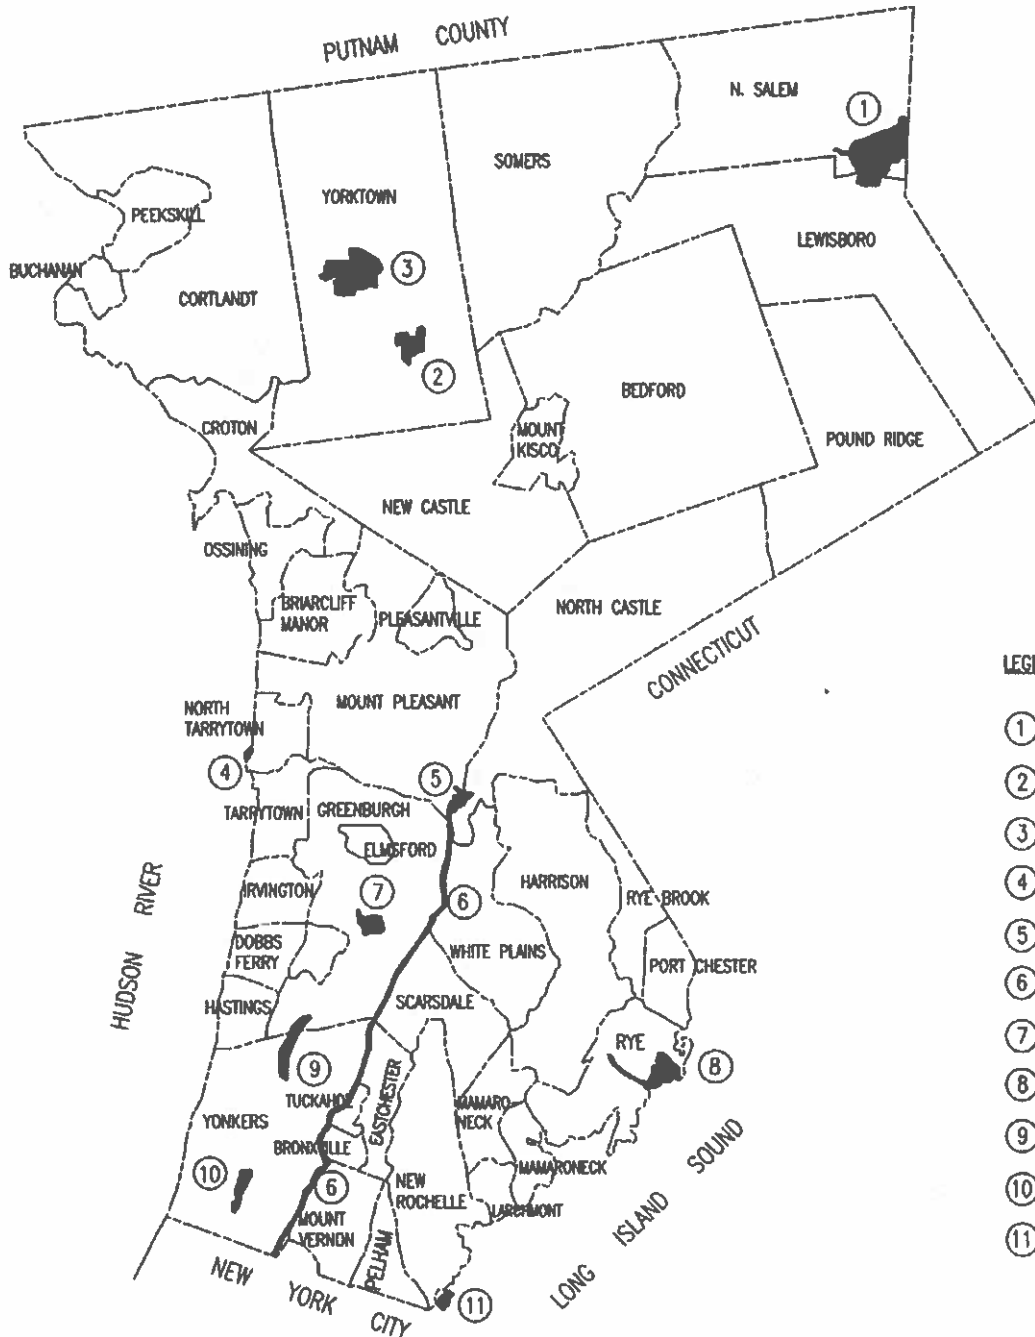 PUTNAM COUNTY
N. SALEM
1
SOMERS
YORKTOWN
PEEKSKILL
LEWISBORO
BUCHANAN
3
CORTLANDT
2
BEDFORD
CROTON
MOUNT
KISCO
POUND RIDGE
NEW CASTLE
OSSINING
BRIARCLIFF
MANOR
PLEASANTVILLE
NORTH CASTLE
CONNECTICUT
MOUNT PLEASANT
NORTH
TARRYTOWN
4
5
TARRYTOWN
GREENBURGH
ELMSFORD
HARRISON
IRVINGTON
7
6
RYE BROOK
HUDSON RIVER
DOBBS
FERRY
WHITE PLAINS
PORT CHESTER
HASTINGS
SCARSDALE
RYE
8
9
TUCKAHOE
EASTCHESTER
MAMARO-
NECK
YONKERS
BRONXVILLE
MAMARONECK
10
6
NEW
ROCHELLE
LARCHMONT
MOUNT
VERNON
PELHAM
LONG ISLAND SOUND
NEW YORK CITY
11
1
2
3
4
5
6
7
8
9
10
11